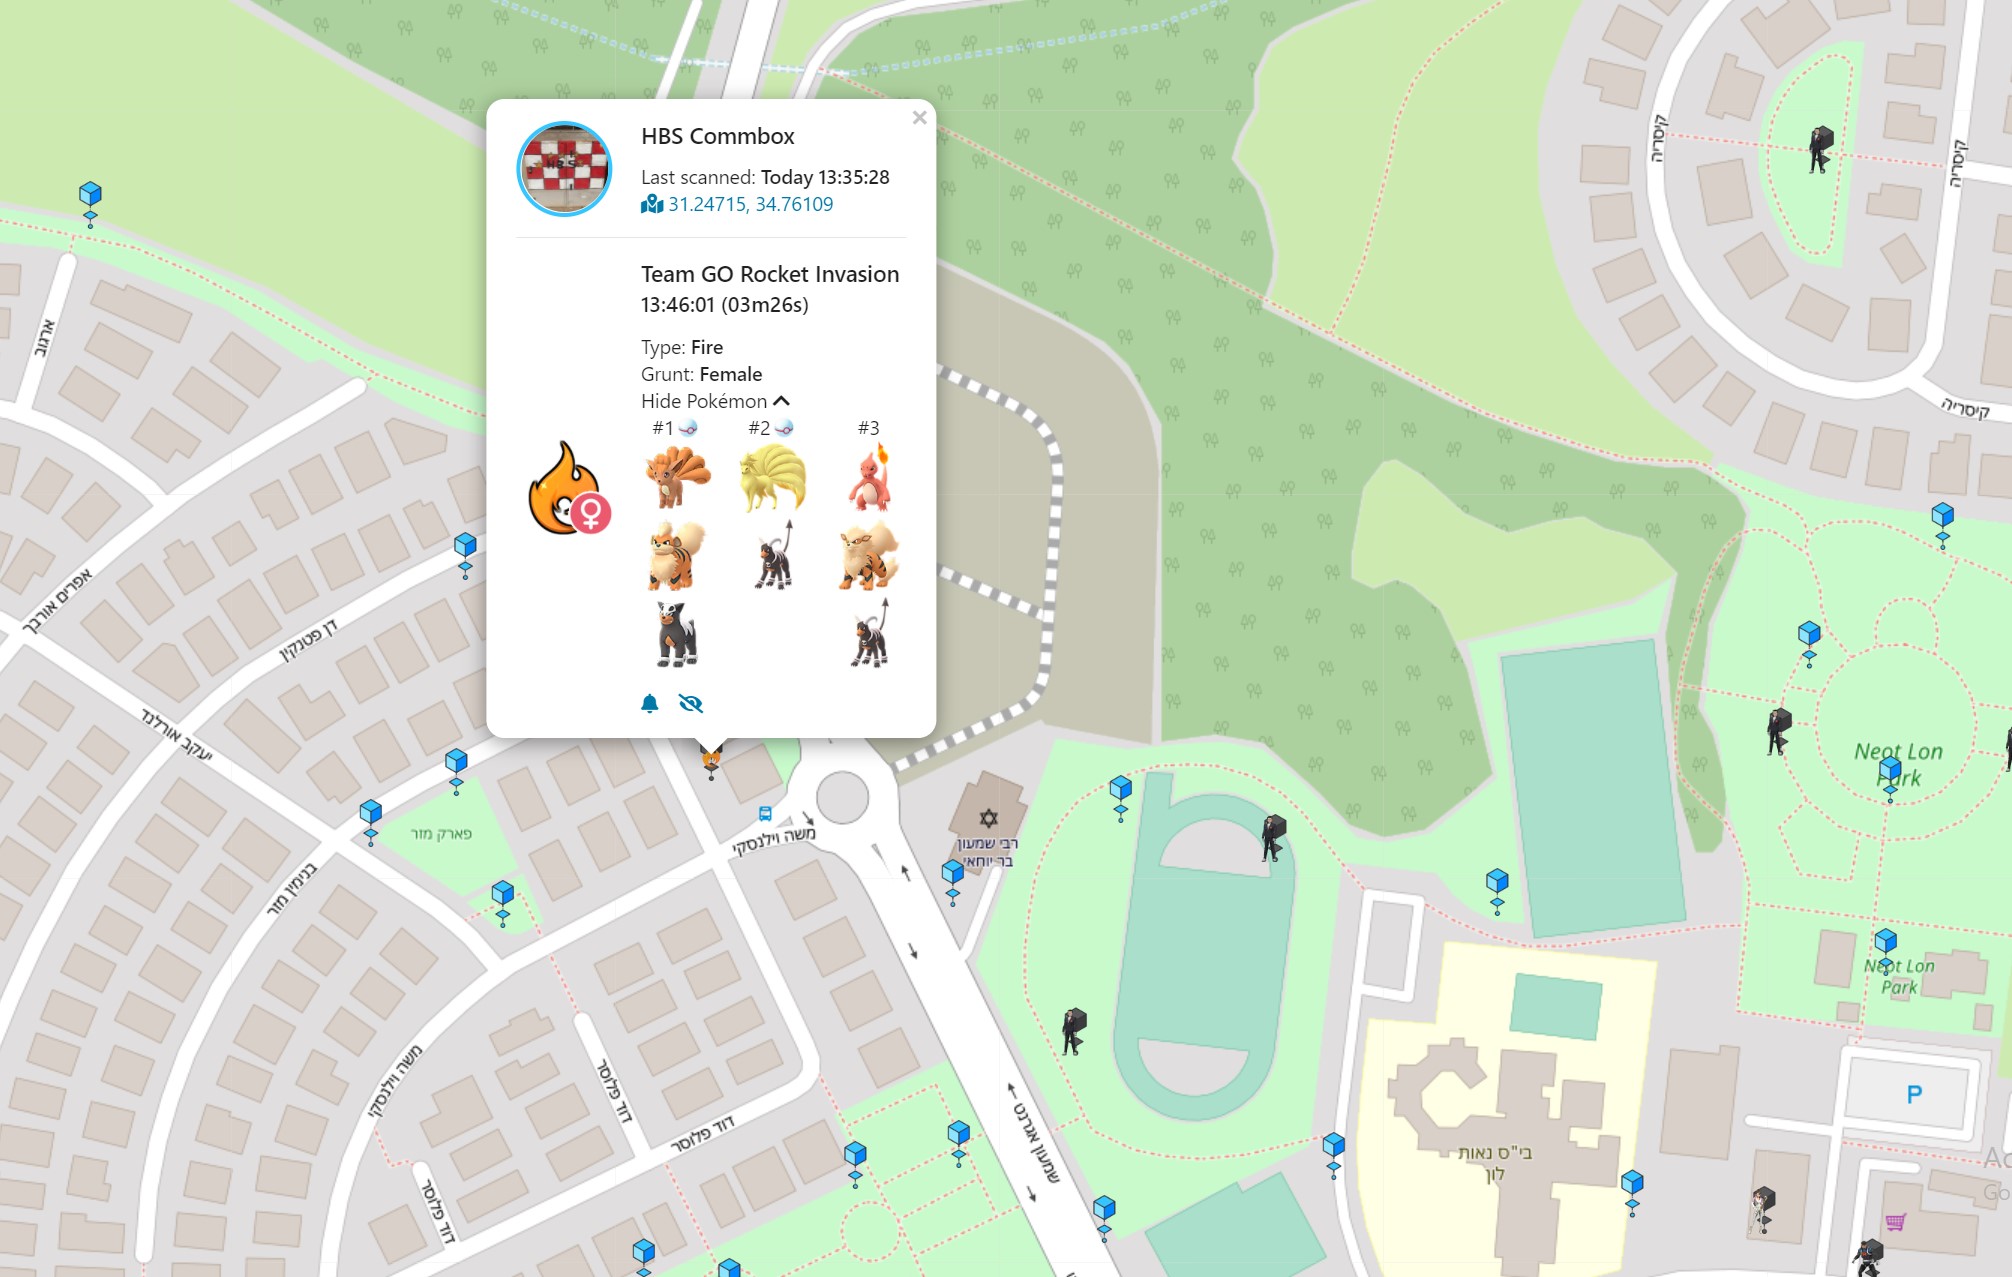 HBS Commbox
Last scanned: Today 13:35:28
31.24715, 34.76109
Team GO Rocket Invasion
13:46:01 (03m26s)
Type: Fire
Grunt: Female
Hide Pokémon
#1 #2 #3
קיסריה
קיסריה
קיסריה
ארגוב
אפרים אורבך
דן פטנקין
יעקב אורלנד
פארק מזר
בנימין מזר
משה וילנסקי
רבי שמעון
בר יוחאי
Neot Lon
Park
Neot Lon
Park
משה וילנסקי
דוד פלוסר
דוד פלוסר
דוד פלוסר
שמעון אגרנט
בי"ס נאות
לון
P